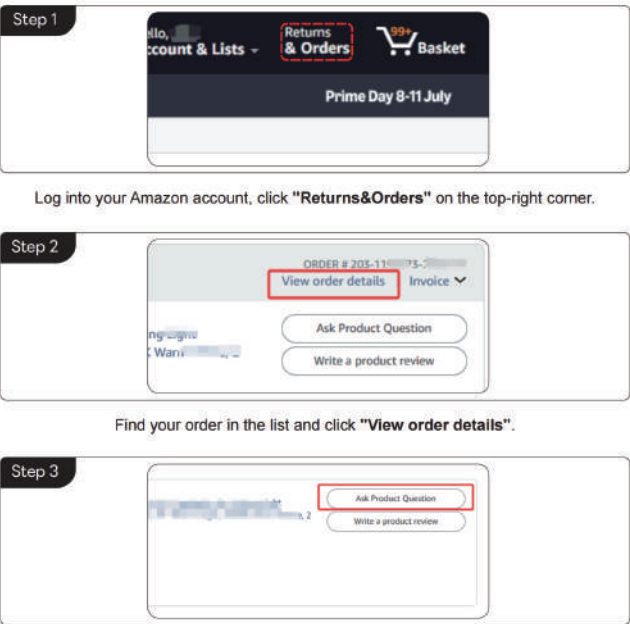 Step 1
Returns
99+
Account & Lists
& Orders
Basket
Prime Day 8-11 July
Log into your Amazon account, click "Returns&Orders" on the top-right corner.
Step 2
ORDER # 203-11
View order details
Invoice
Ask Product Question
Write a product review
Find your order in the list and click "View order details".
Step 3
Ask Product Question
Write a product review